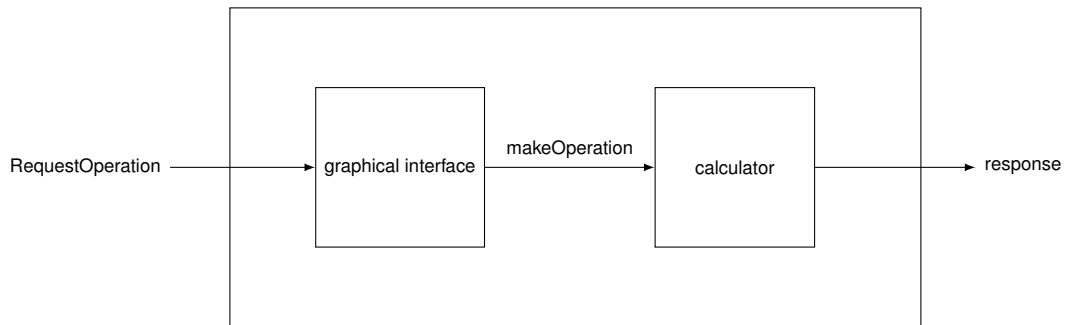 RequestOperation
graphical interface
makeOperation
calculator
response